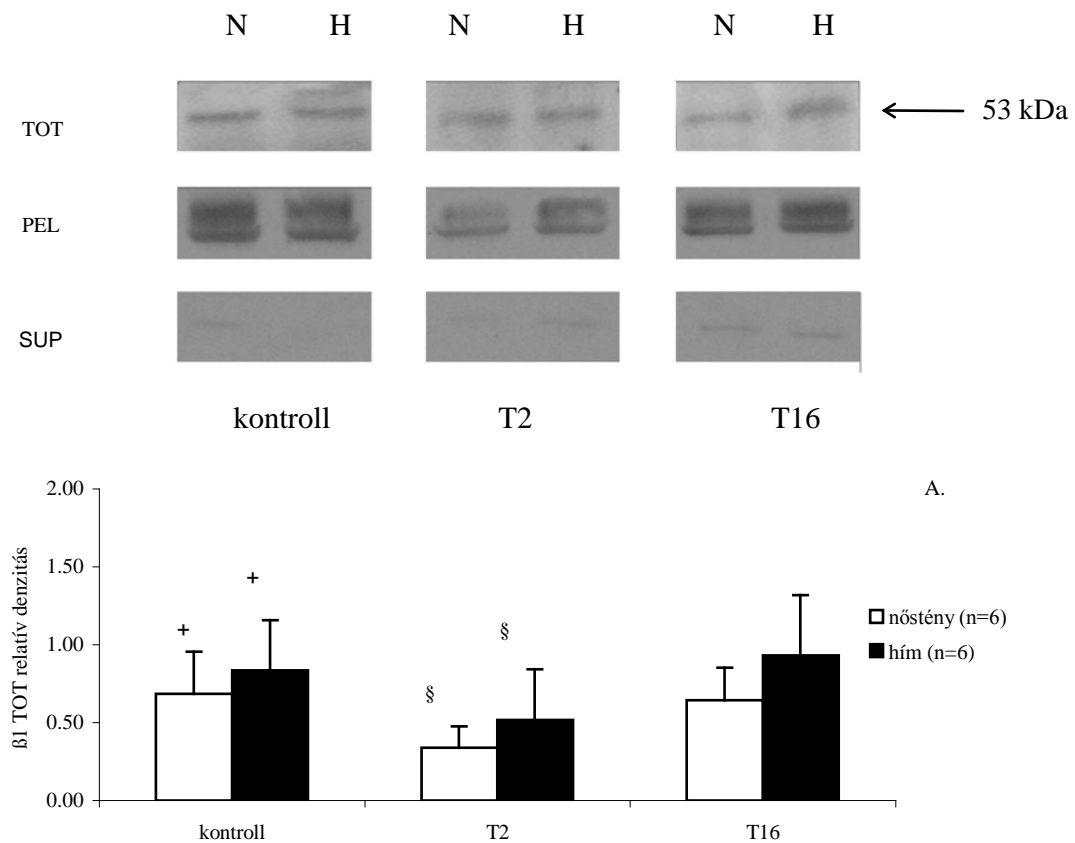 N H N H N H
TOT
53 kDa
PEL
SUP
kontroll T2 T16
A.
ß1 TOT relatív denzitás
2.00
1.50
1.00
0.50
0.00
+ + § §
nőstény (n=6)
hím (n=6)
kontroll T2 T16